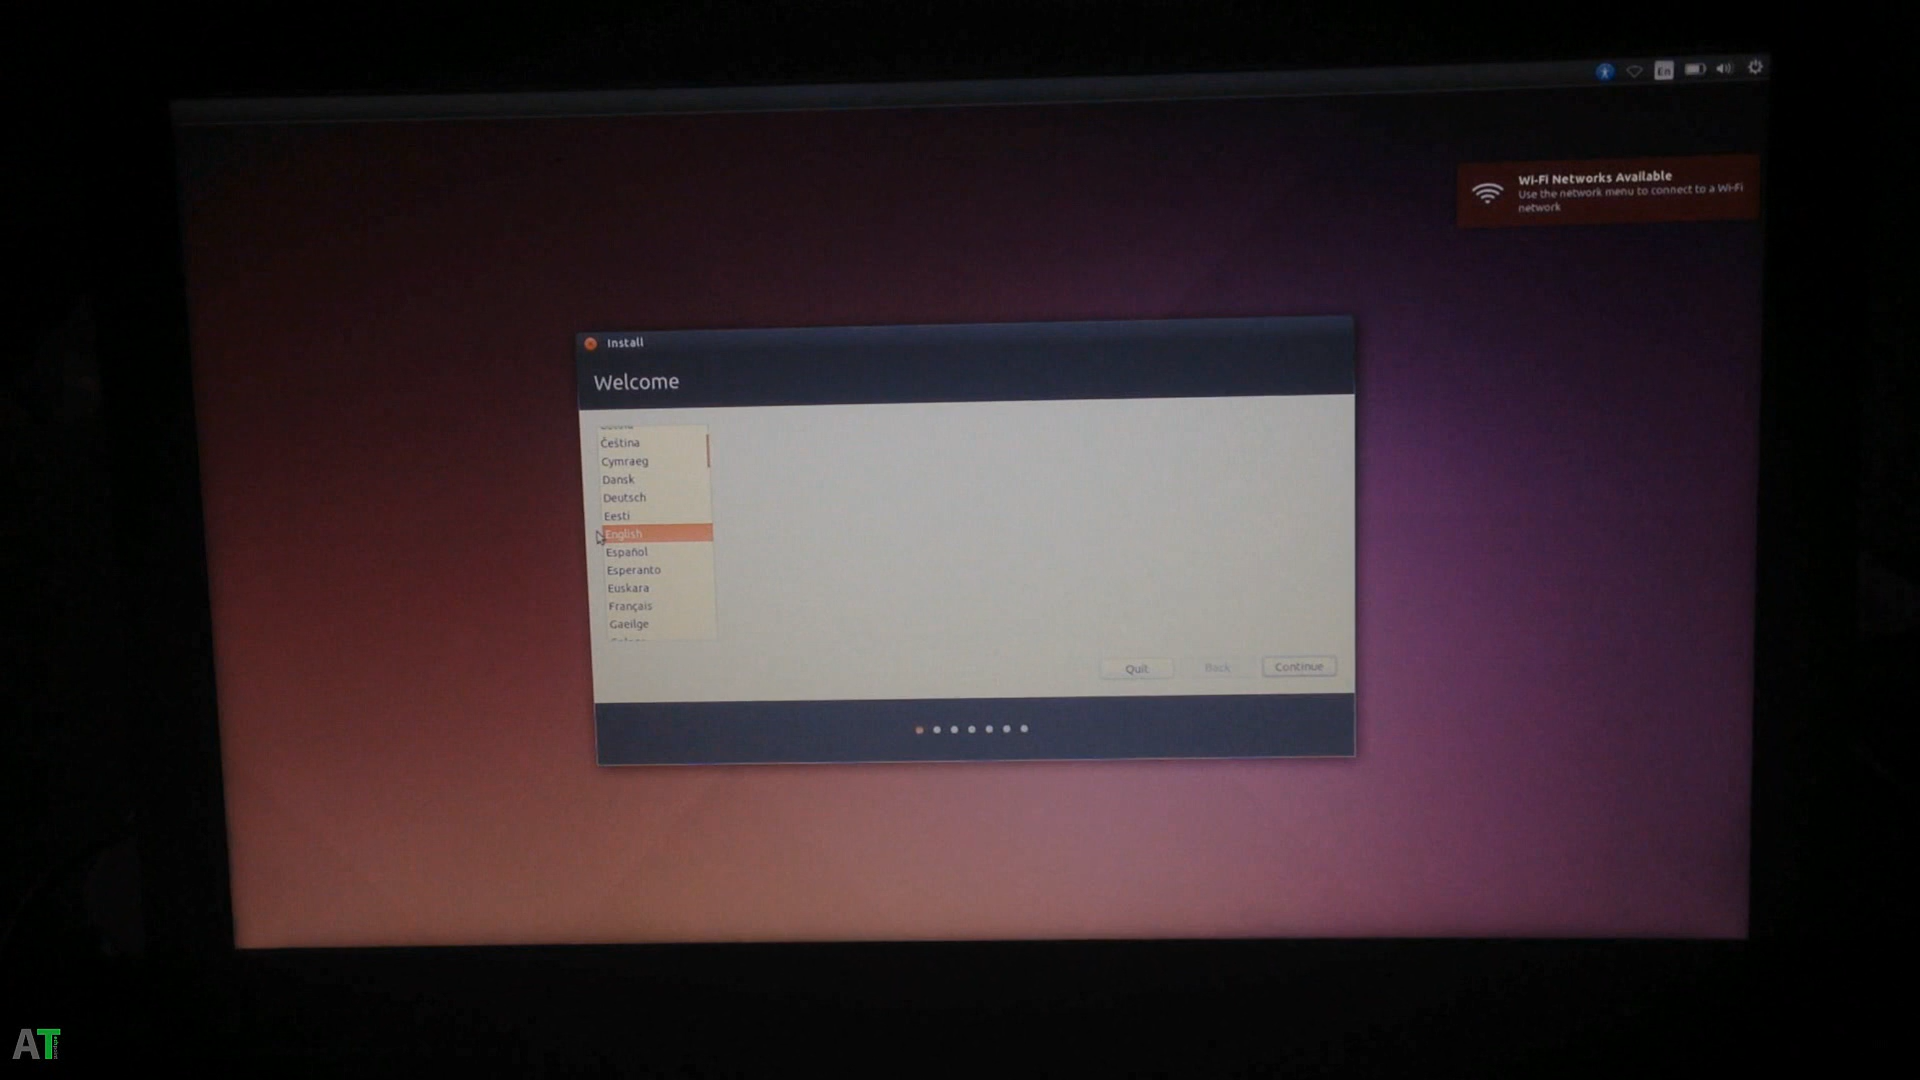 En
Wi-Fi Networks Available
Use the network menu to connect to a Wi-Fi
network
Install
Welcome
Čeština
Cymraeg
Dansk
Deutsch
Eesti
English
Español
Esperanto
Euskara
Français
Gaeilge
Quit
Back
Continue
AT